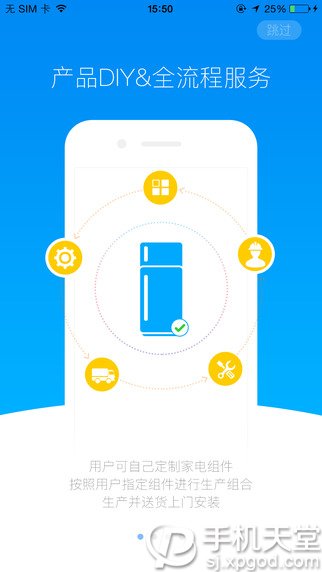 无 SIM 卡
15:50
25%
跳过
产品DIY&全流程服务
用户可自己定制家电组件
按照用户指定组件进行生产组合
生产并送货上门安装
手机天堂
sj.xpgod.com